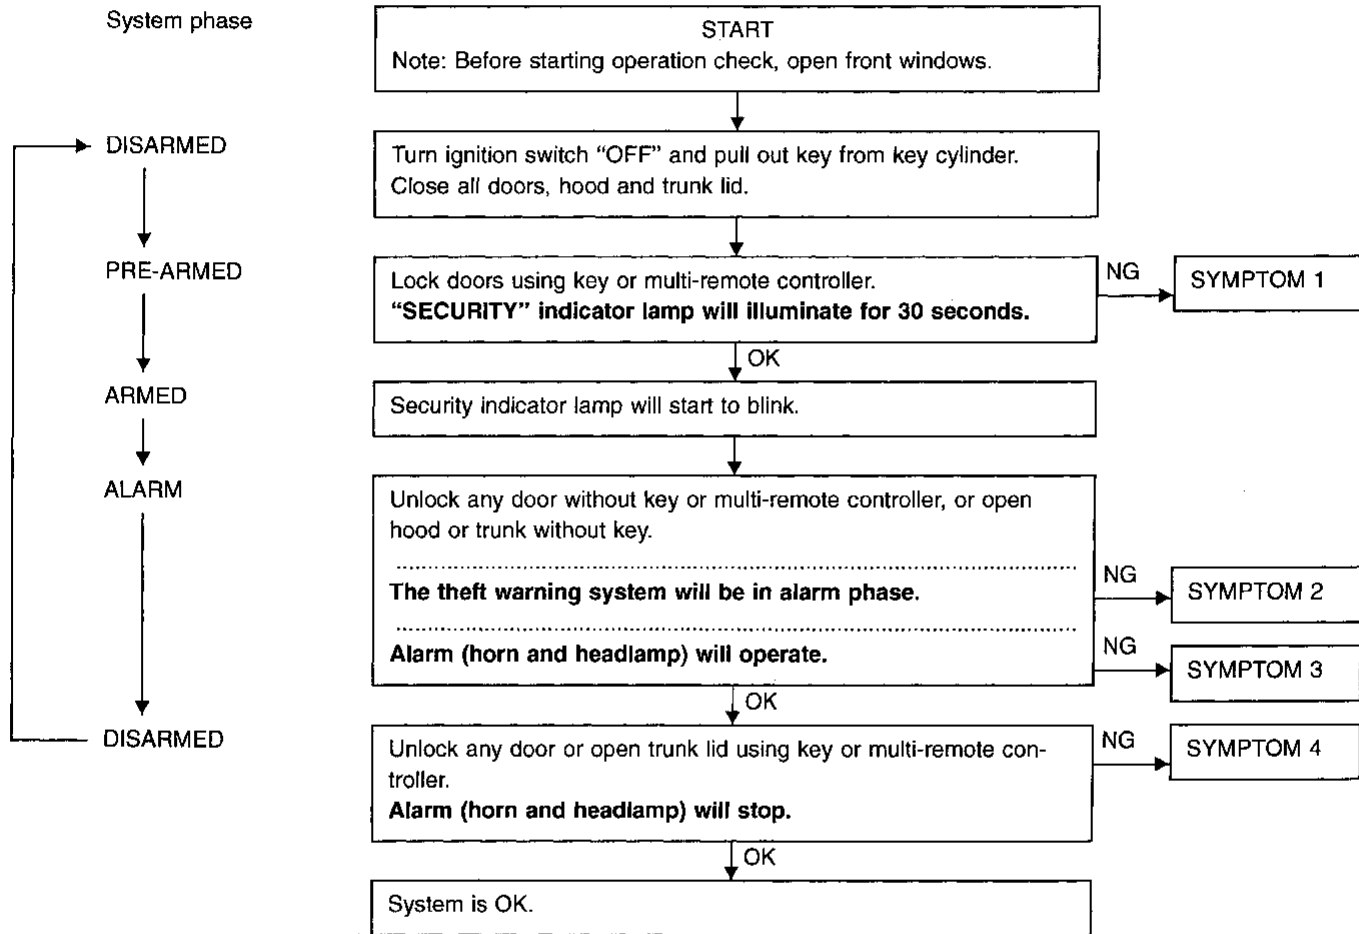 System phase
START
Note: Before starting operation check, open front windows.
DISARMED
Turn ignition switch “OFF” and pull out key from key cylinder.
Close all doors, hood and trunk lid.
PRE-ARMED
Lock doors using key or multi-remote controller.
“SECURITY” indicator lamp will illuminate for 30 seconds.
NG
SYMPTOM 1
OK
ARMED
Security indicator lamp will start to blink.
ALARM
Unlock any door without key or multi-remote controller, or open
hood or trunk without key.
The theft warning system will be in alarm phase.
NG
SYMPTOM 2
Alarm (horn and headlamp) will operate.
NG
SYMPTOM 3
OK
DISARMED
Unlock any door or open trunk lid using key or multi-remote con-
troller.
Alarm (horn and headlamp) will stop.
NG
SYMPTOM 4
OK
System is OK.